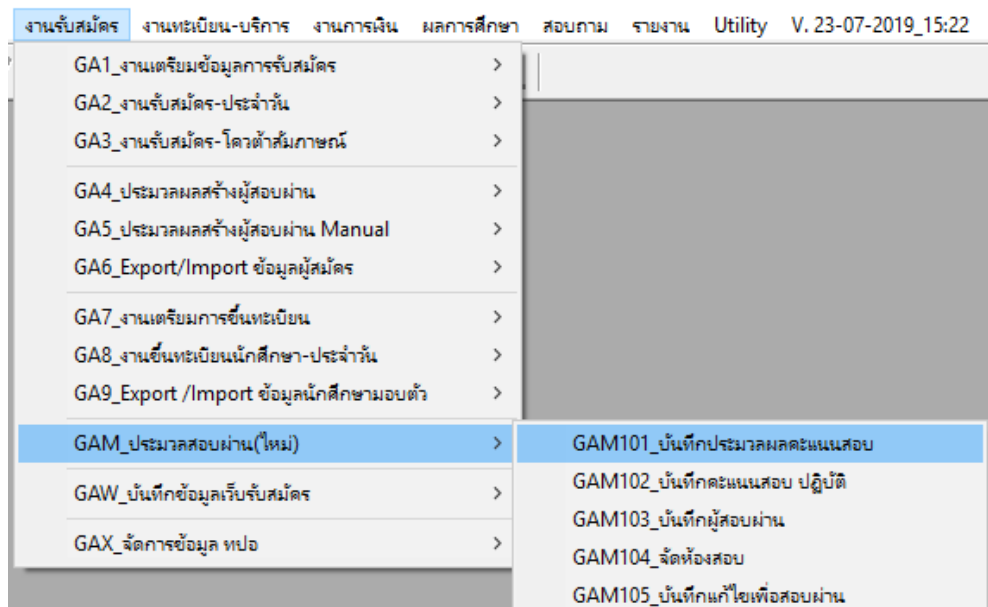 งานรับสมัคร งานทะเบียน-บริการ งานการเงิน ผลการศึกษา สอบถาม รายงาน Utility V. 23-07-2019_15:22
GA1_งานเตรียมข้อมูลการรับสมัคร
GA2_งานรับสมัคร-ประจำวัน
GA3_งานรับสมัคร-โควต้าสัมภาษณ์
GA4_ประมวลผลสร้างผู้สอบผ่าน
GA5_ประมวลผลสร้างผู้สอบผ่าน Manual
GA6_Export/Import ข้อมูลผู้สมัคร
GA7_งานเตรียมการขึ้นทะเบียน
GA8_งานขึ้นทะเบียนนักศึกษา-ประจำวัน
GA9_Export /Import ข้อมูลนักศึกษามอบตัว
GAM_ประมวลสอบผ่าน(ใหม่)
GAW_บันทึกข้อมูลเว็บรับสมัคร
GAX_จัดการข้อมูล ทปอ
GAM101_บันทึกประมวลผลคะแนนสอบ
GAM102_บันทึกคะแนนสอบ ปฏิบัติ
GAM103_บันทึกผู้สอบผ่าน
GAM104_จัดห้องสอบ
GAM105_บันทึกแก้ไขเพื่อสอบผ่าน